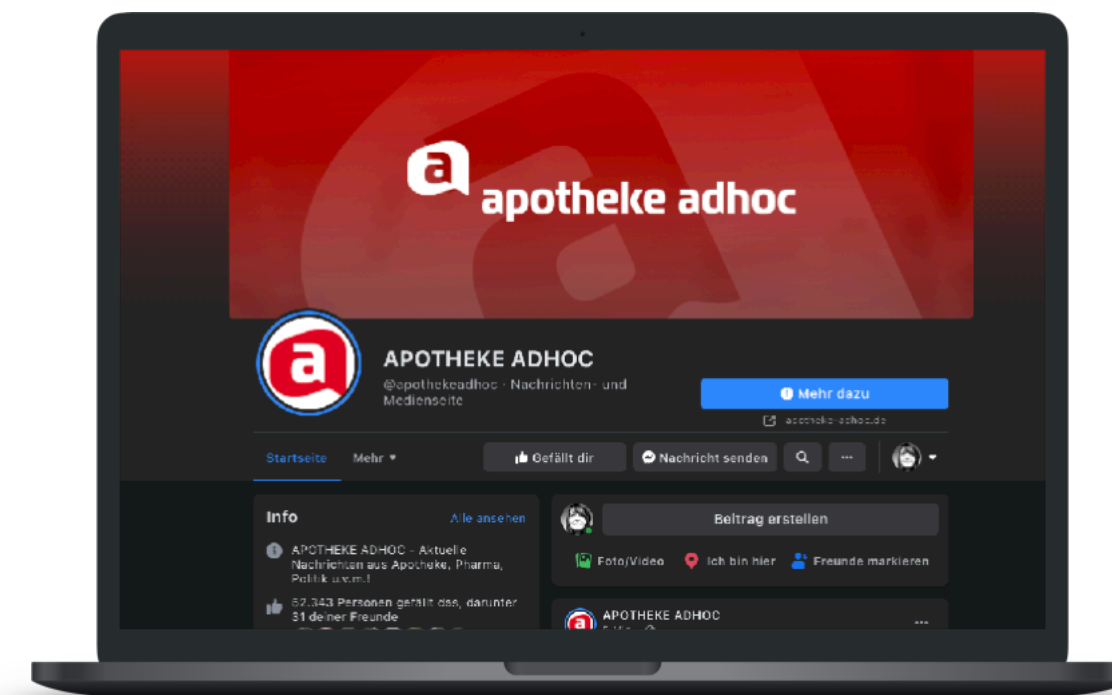 a apotheke adhoc
a
APOTHEKE ADHOC
@apothekeadhoc · Nachrichten- und
Medienseite
Mehr dazu
apotheke-adhoc.de
Startseite Mehr Gefällt dir Nachricht senden
Info Alle ansehen
APOTHEKE ADHOC - Aktuelle
Nachrichten aus Apotheke, Pharma,
Politik u.v.m.!
52.343 Personen gefällt das, darunter
31 deiner Freunde
Beitrag erstellen
Foto/Video Ich bin hier Freunde markieren
a
APOTHEKE ADHOC